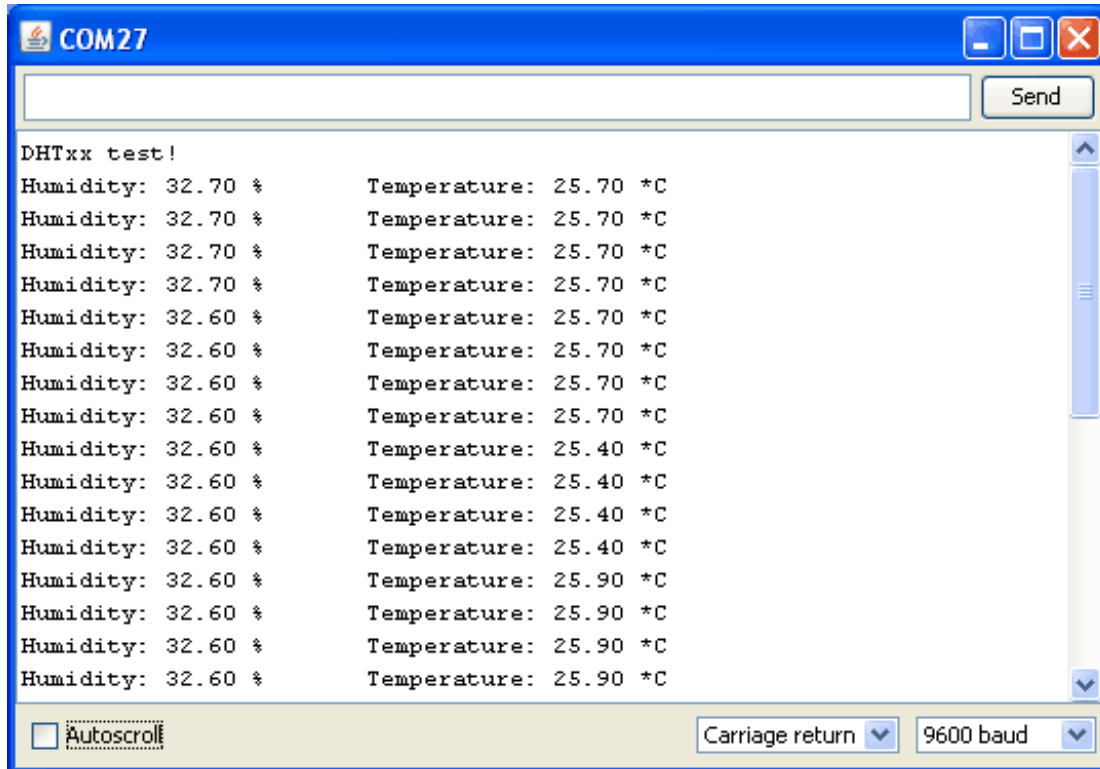 COM27
Send
DHTxx test!
Humidity: 32.70 % Temperature: 25.70 *C
Humidity: 32.70 % Temperature: 25.70 *C
Humidity: 32.70 % Temperature: 25.70 *C
Humidity: 32.70 % Temperature: 25.70 *C
Humidity: 32.60 % Temperature: 25.70 *C
Humidity: 32.60 % Temperature: 25.70 *C
Humidity: 32.60 % Temperature: 25.70 *C
Humidity: 32.60 % Temperature: 25.70 *C
Humidity: 32.60 % Temperature: 25.40 *C
Humidity: 32.60 % Temperature: 25.40 *C
Humidity: 32.60 % Temperature: 25.40 *C
Humidity: 32.60 % Temperature: 25.40 *C
Humidity: 32.60 % Temperature: 25.90 *C
Humidity: 32.60 % Temperature: 25.90 *C
Humidity: 32.60 % Temperature: 25.90 *C
Humidity: 32.60 % Temperature: 25.90 *C
Autoscroll Carriage return 9600 baud